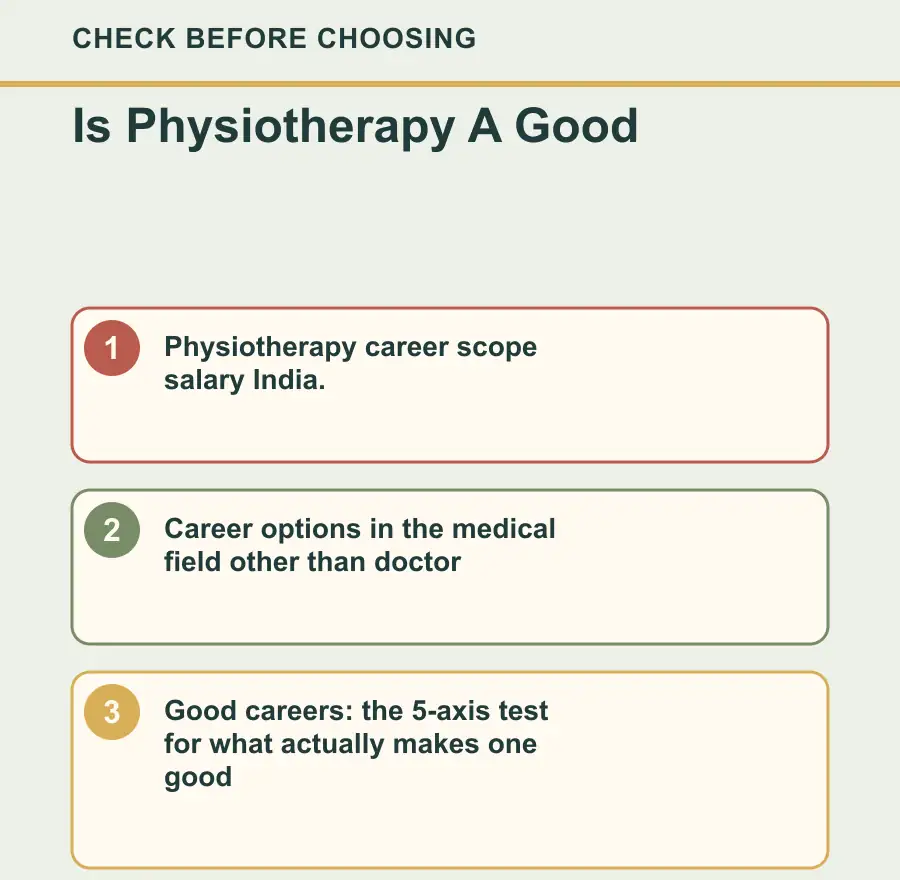 CHECK BEFORE CHOOSING
Is Physiotherapy A Good
1
Physiotherapy career scope
salary India.
2
Career options in the medical
field other than doctor
3
Good careers: the 5-axis test
for what actually makes one
good